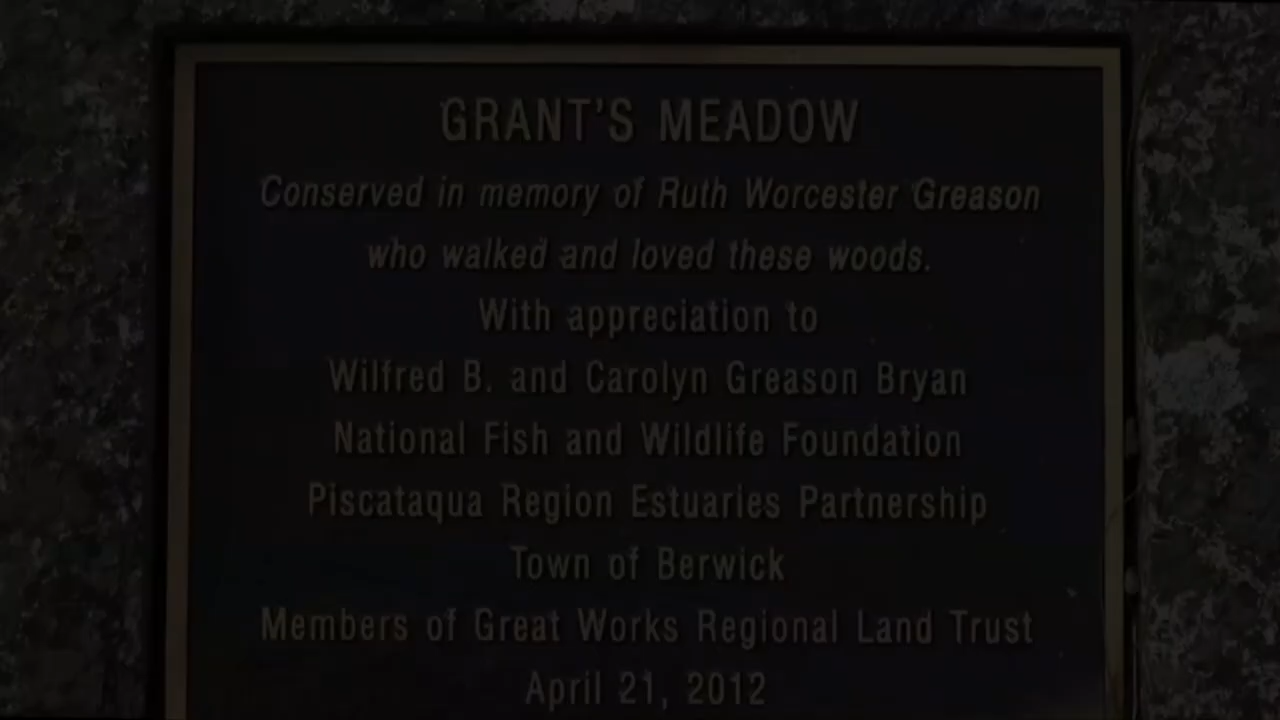 GRANT'S MEADOW
Conserved in memory of Ruth Worcester Greason
who walked and loved these woods.
With appreciation to
Wilfred B. and Carolyn Greason Bryan
National Fish and Wildlife Foundation
Piscataqua Region Estuaries Partnership
Town of Berwick
Members of Great Works Regional Land Trust
April 21, 2012